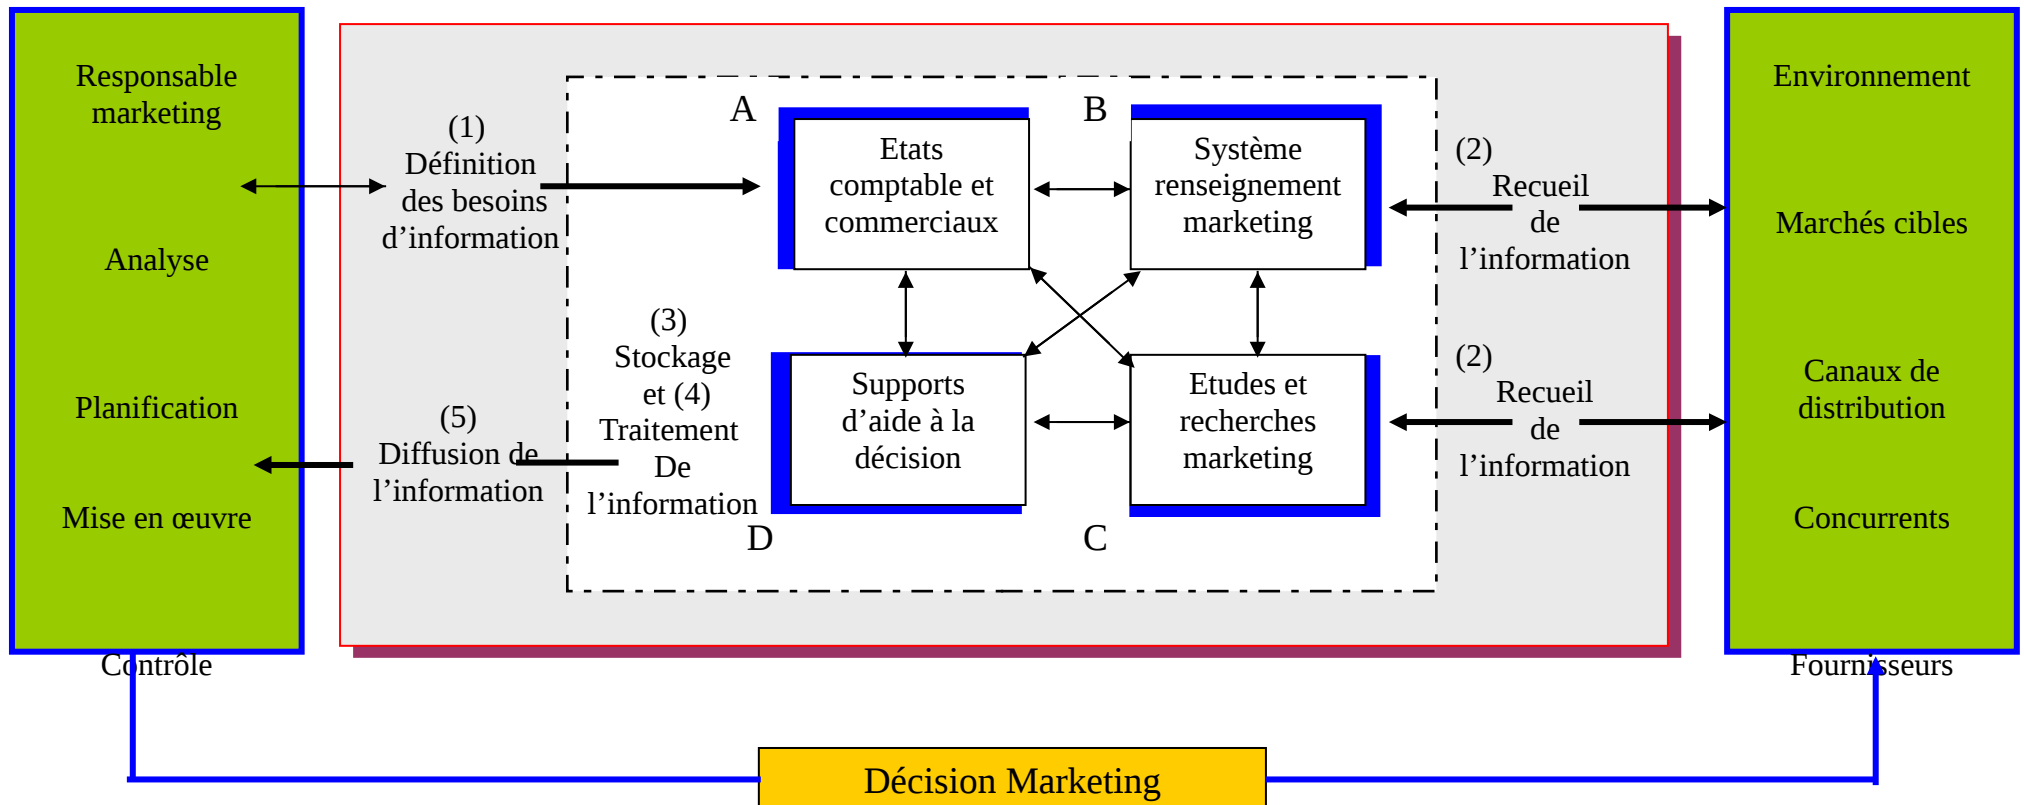 Responsable
marketing
Analyse
Planification
Mise en œuvre
Contrôle
(1)
Définition
des besoins
d’information
(5)
Diffusion de
l’information
(3)
Stockage
et (4)
Traitement
De
l’information
A
Etats
comptable et
commerciaux
B
Système
renseignement
marketing
Supports
d’aide à la
décision
D
Etudes et
recherches
marketing
C
(2)
Recueil
de
l’information
(2)
Recueil
de
l’information
Environnement
Marchés cibles
Canaux de
distribution
Concurrents
Fournisseurs
Décision Marketing